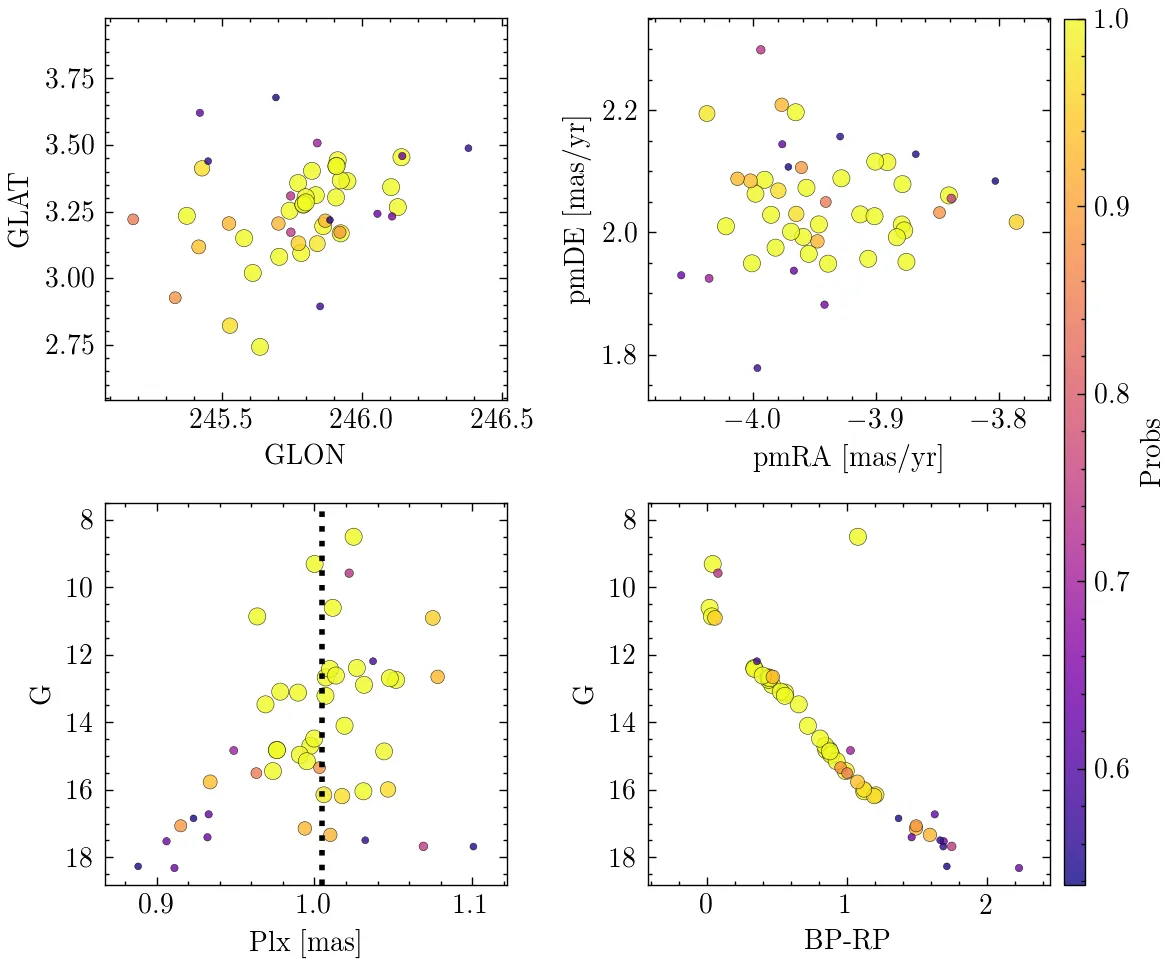 3.75
3.50
3.25
3.00
2.75
GLAT
245.5 246.0 246.5
GLON
2.2
2.0
1.8
pmDE [mas/yr]
−4.0 −3.9 −3.8
pmRA [mas/yr]
1.0
0.9
0.8
0.7
0.6
Probs
8
10
12
14
16
18
G
0.9 1.0 1.1
Plx [mas]
8
10
12
14
16
18
G
0 1 2
BP-RP